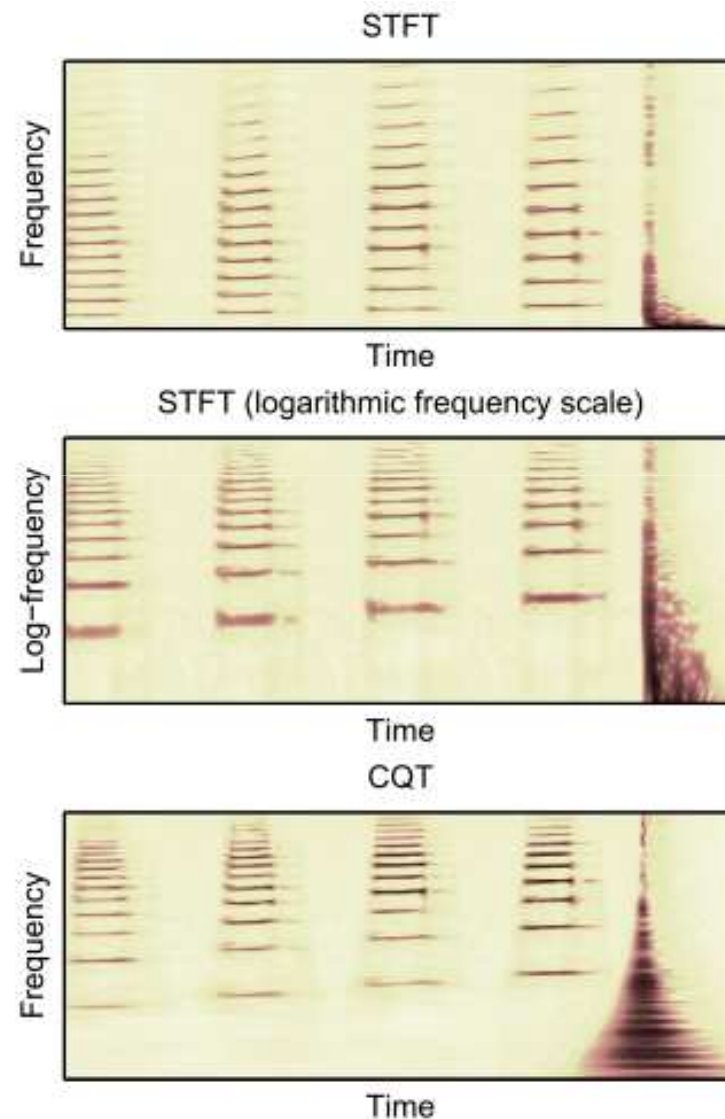 STFT
Frequency
Time
STFT (logarithmic frequency scale)
Log−frequency
Time
CQT
Frequency
Time